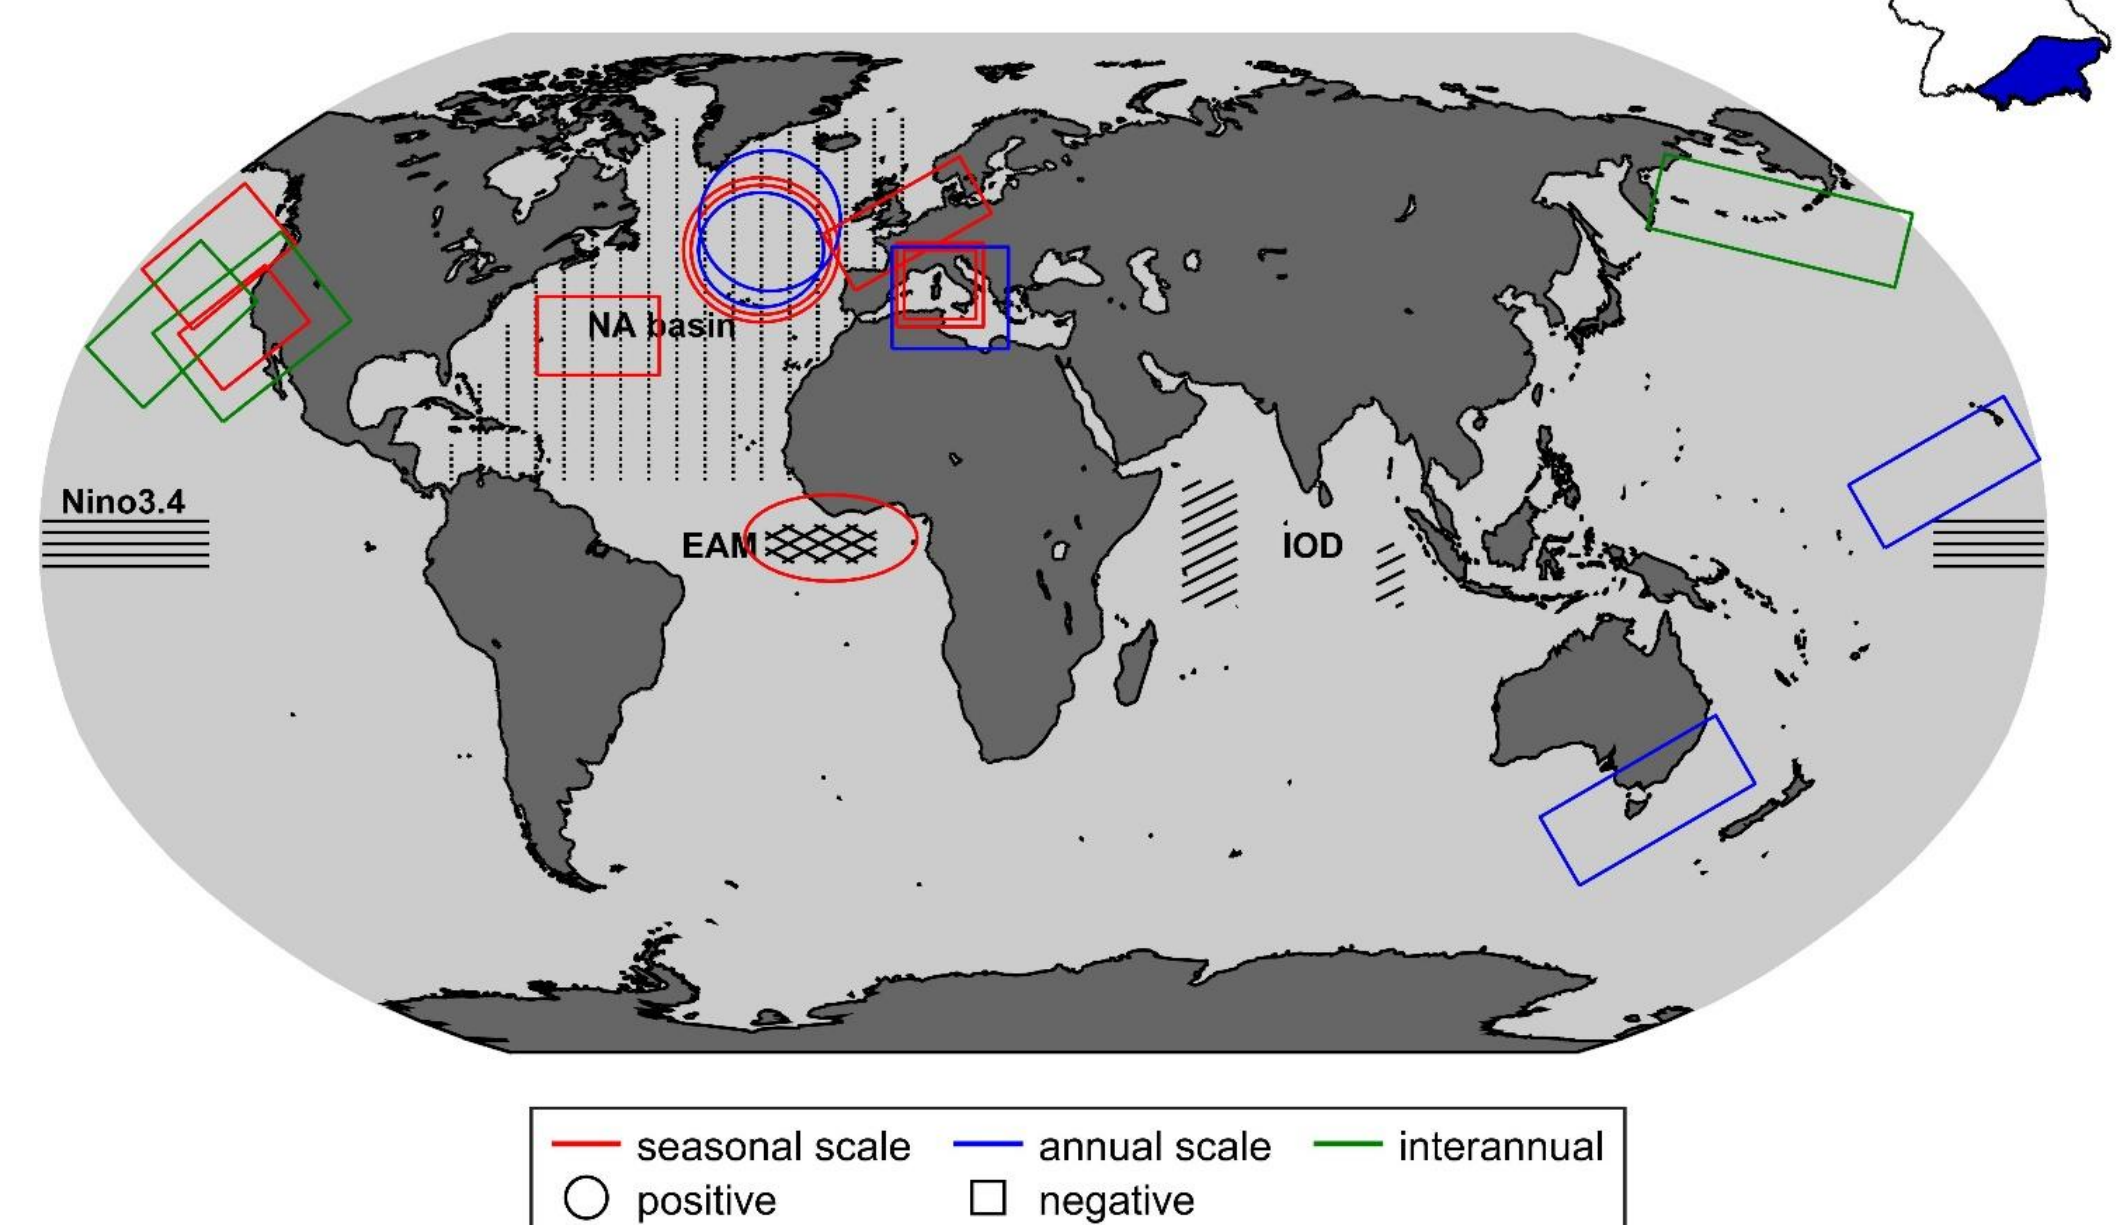 NA basin
Nino3.4
EAM
IOD
seasonal scale
annual scale
interannual
positive
negative